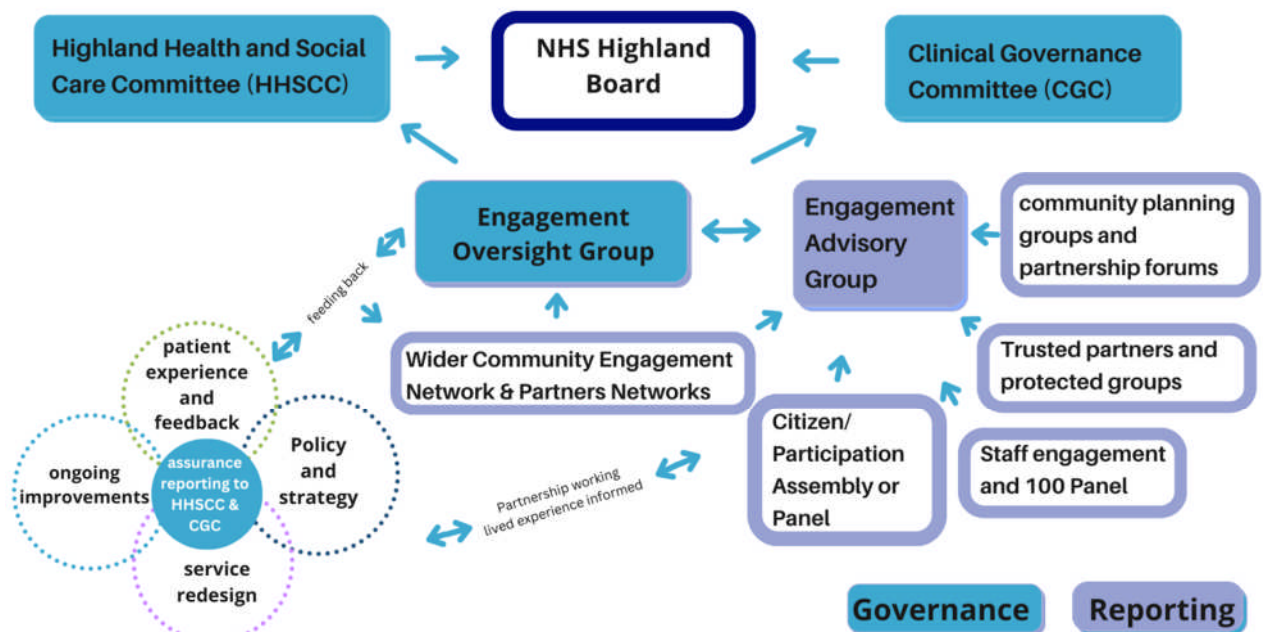 Highland Health and Social
Care Committee (HHSCC)
NHS Highland
Board
Clinical Governance
Committee (CGC)
Engagement
Oversight Group
Engagement
Advisory
Group
community planning
groups and
partnership forums
feeding back
Wider Community Engagement
Network & Partners Networks
Trusted partners and
protected groups
patient
experience
and
feedback
Policy
and
strategy
ongoing
improvements
assurance
reporting to
HHSCC &
CGC
service
redesign
Partnership working
lived experience informed
Citizen/
Participation
Assembly or
Panel
Staff engagement
and 100 Panel
Governance
Reporting